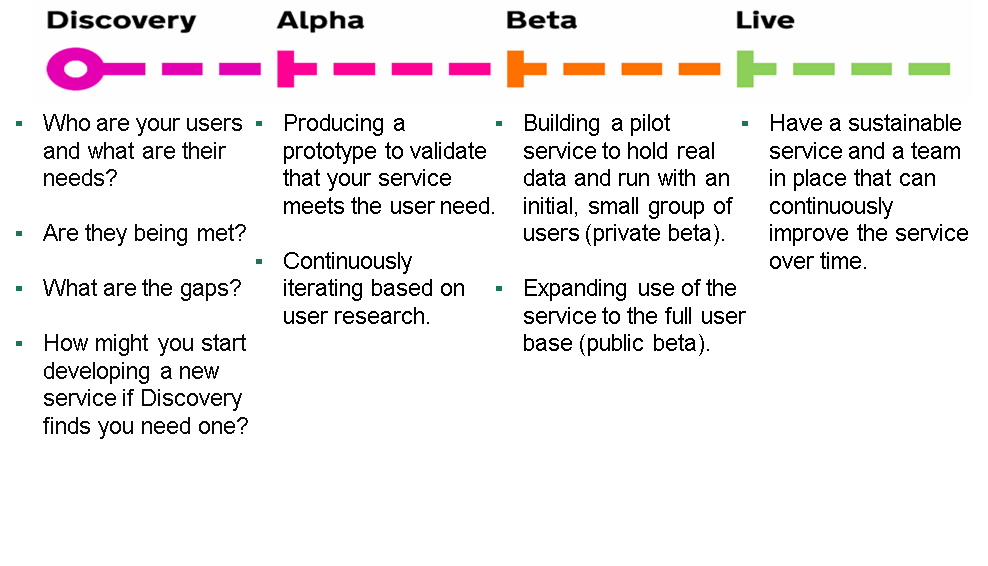 Discovery
Alpha
Beta
Live
▪ Who are your users
and what are their
needs?
▪ Are they being met?
▪ What are the gaps?
▪ How might you start
developing a new
service if Discovery
finds you need one?
▪ Producing a
prototype to validate
that your service
meets the user need.
▪ Continuously
iterating based on
user research.
▪ Building a pilot
service to hold real
data and run with an
initial, small group of
users (private beta).
▪ Expanding use of the
service to the full user
base (public beta).
▪ Have a sustainable
service and a team
in place that can
continuously
improve the service
over time.